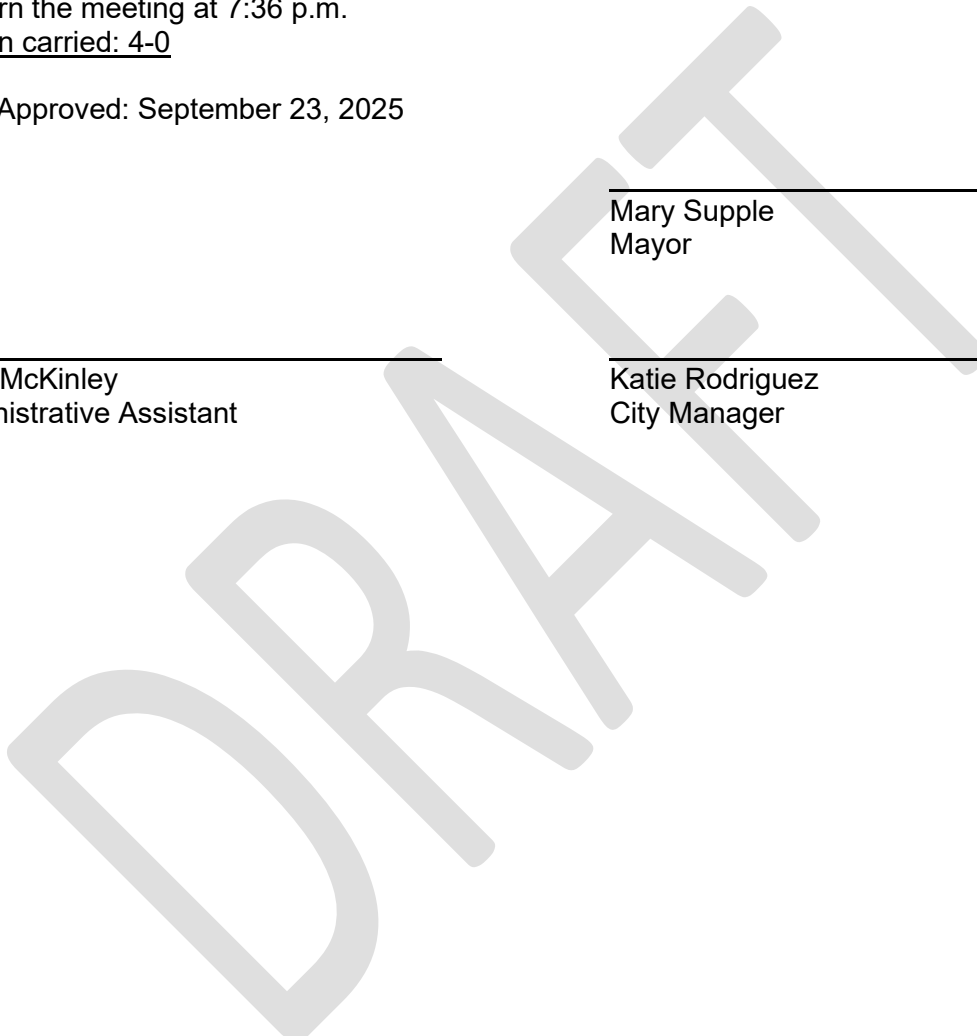 rn the meeting at 7:36 p.m.
n carried: 4-0
Approved: September 23, 2025
Mary Supple
Mayor
McKinley
nistrative Assistant
Katie Rodriguez
City Manager
DRAFT